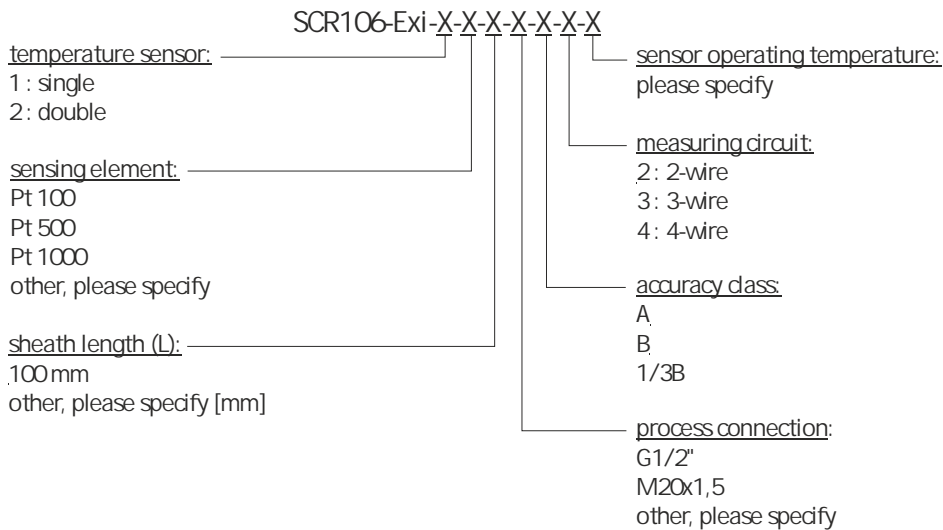 SCR106-Exi-X-X-X-X-X-X-X
temperature sensor:
1 : single
2 : double
sensing element:
Pt 100
Pt 500
Pt 1000
other, please specify
sheath length (L):
100 mm
other, please specify [mm]
sensor operating temperature:
please specify
measuring circuit:
2 : 2-wire
3 : 3-wire
4 : 4-wire
accuracy class:
A
B
1/3B
process connection:
G1/2"
M20x1,5
other, please specify